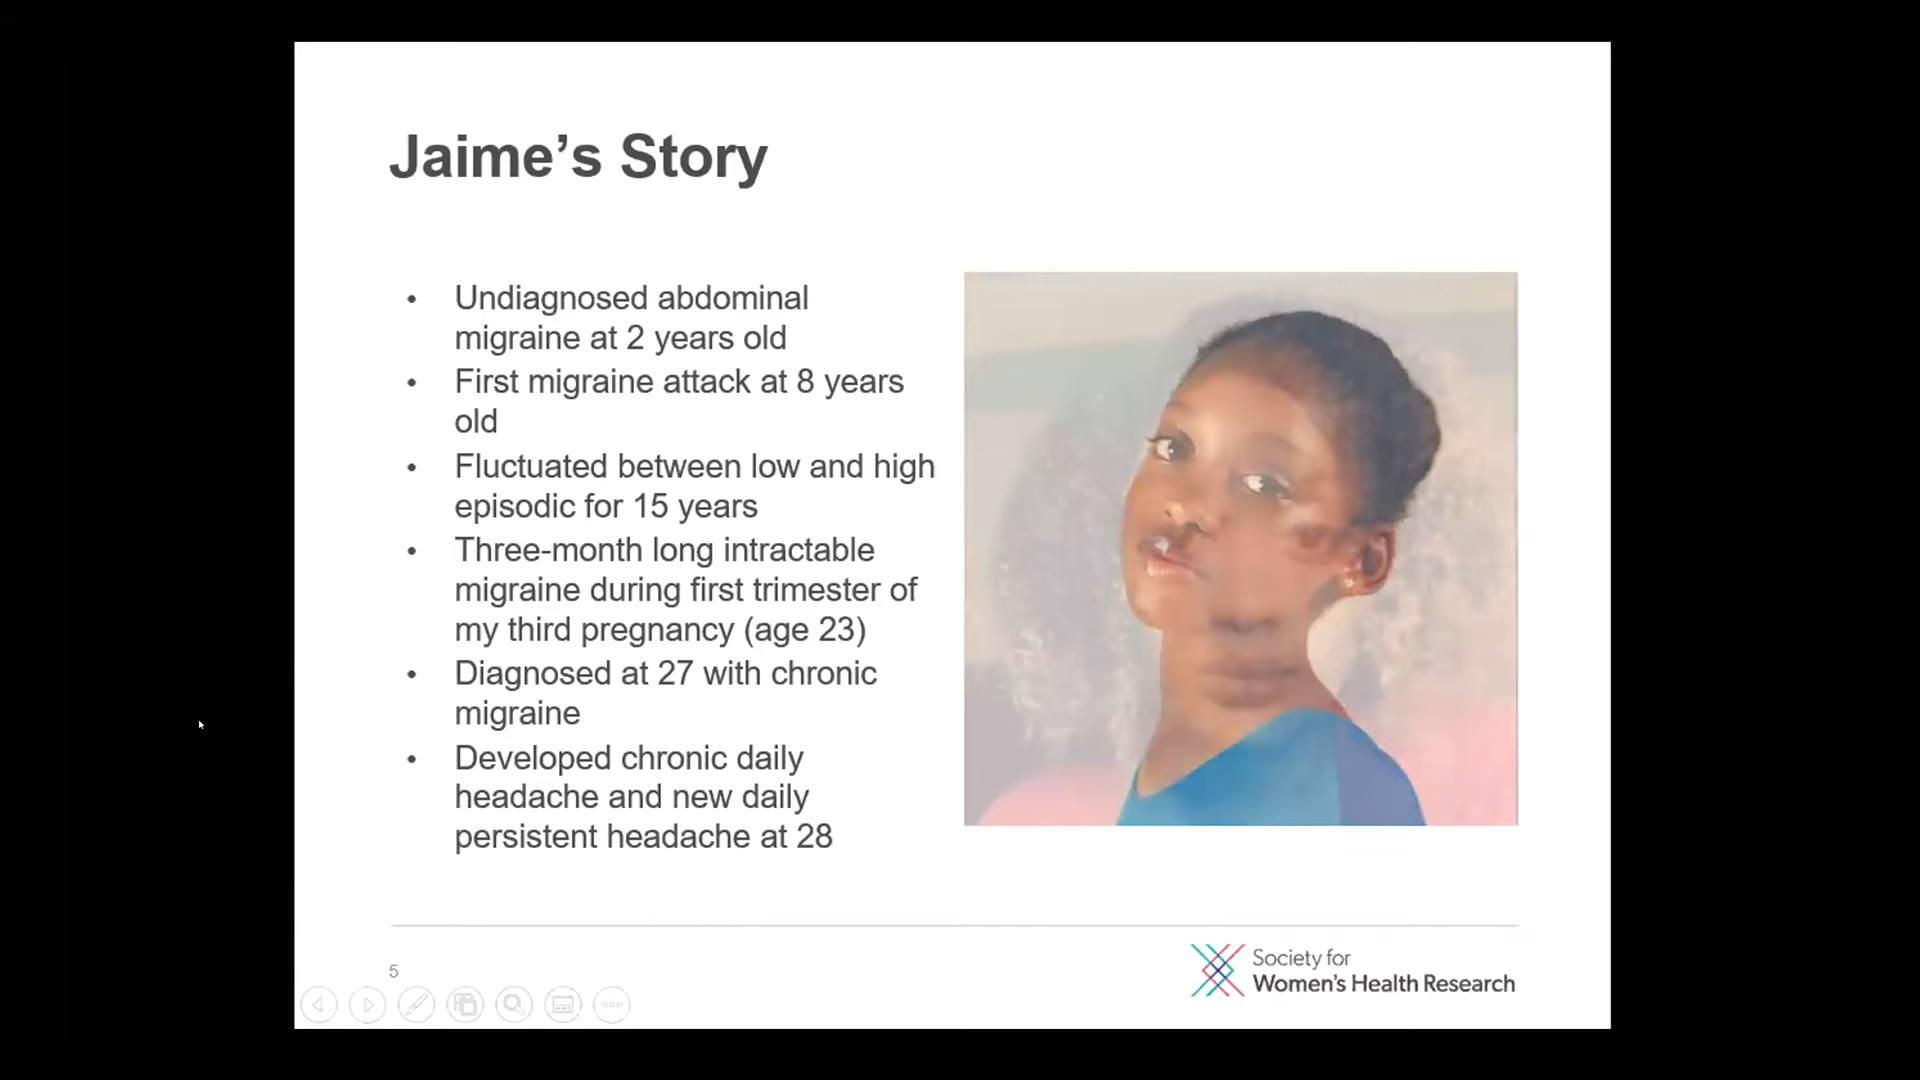 Jaime’s Story
• Undiagnosed abdominal
migraine at 2 years old
• First migraine attack at 8 years
old
• Fluctuated between low and high
episodic for 15 years
• Three-month long intractable
migraine during first trimester of
my third pregnancy (age 23)
• Diagnosed at 27 with chronic
migraine
• Developed chronic daily
headache and new daily
persistent headache at 28
5
Society for
Women’s Health Research